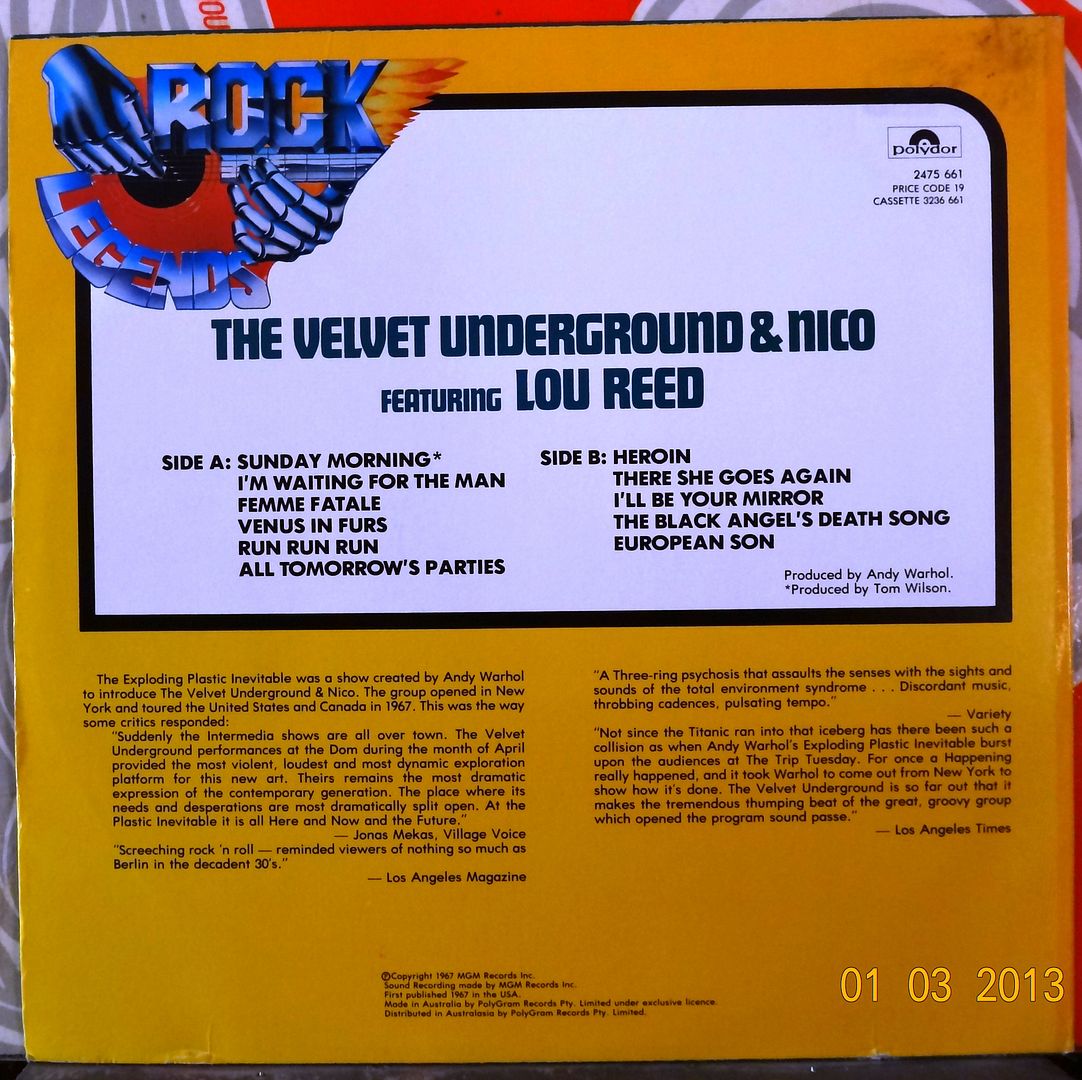 ROCK
LEGENDS
polydor
2475 661
PRICE CODE 19
CASSETTE 3236 661
THE VELVET UNDERGROUND & NICO
FEATURING LOU REED
SIDE A: SUNDAY MORNING*
I'M WAITING FOR THE MAN
FEMME FATALE
VENUS IN FURS
RUN RUN RUN
ALL TOMORROW'S PARTIES
SIDE B: HEROIN
THERE SHE GOES AGAIN
I'LL BE YOUR MIRROR
THE BLACK ANGEL'S DEATH SONG
EUROPEAN SON
Produced by Andy Warhol.
*Produced by Tom Wilson.
The Exploding Plastic Inevitable was a show created by Andy Warhol
to introduce The Velvet Underground & Nico. The group opened in New
York and toured the United States and Canada in 1967. This was the way
some critics responded:
"Suddenly the Intermedia shows are all over town. The Velvet
Underground performances at the Dom during the month of April
provided the most violent, loudest and most dynamic exploration
platform for this new art. Theirs remains the most dramatic
expression of the contemporary generation. The place where its
needs and desperations are most dramatically split open. At the
Plastic Inevitable it is all Here and Now and the Future."
— Jonas Mekas, Village Voice
"Screeching rock 'n roll — reminded viewers of nothing so much as
Berlin in the decadent 30's."
— Los Angeles Magazine
"A Three-ring psychosis that assaults the senses with the sights and
sounds of the total environment syndrome . . . Discordant music,
throbbing cadences, pulsating tempo."
— Variety
"Not since the Titanic ran into that iceberg has there been such a
collision as when Andy Warhol's Exploding Plastic Inevitable burst
upon the audiences at The Trip Tuesday. For once a Happening
really happened, and it took Warhol to come out from New York to
show how it's done. The Velvet Underground is so far out that it
makes the tremendous thumping beat of the great, groovy group
which opened the program sound passe."
— Los Angeles Times
℗Copyright 1967 MGM Records Inc.
Sound Recording made by MGM Records Inc.
First published 1967 in the USA.
Made in Australia by PolyGram Records Pty. Limited under exclusive licence.
Distributed in Australasia by PolyGram Records Pty. Limited.
01 03 2013